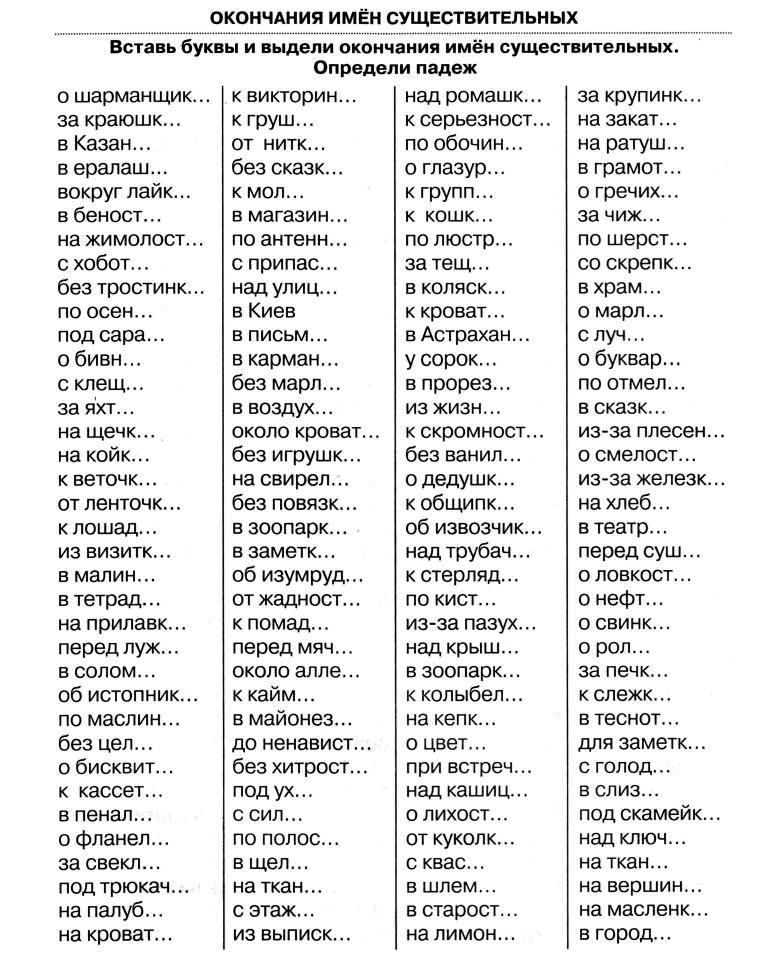 ОКОНЧАНИЯ ИМЁН СУЩЕСТВИТЕЛЬНЫХ
Вставь буквы и выдели окончания имён существительных.
Определи падеж
о шарманщик...
за краюшк...
в Казан...
в ералаш...
вокруг лайк...
в беност...
на жимолост...
с хобот...
без тростинк...
по осен...
под сара...
о бивн...
с клещ...
за яхт...
на щечк...
на койк...
к веточк...
от ленточк...
к лошад...
из визитк...
в малин...
в тетрад...
на прилавк...
перед луж...
в солом...
об истопник...
по маслин...
без цел...
о бисквит...
к кассет...
в пенал...
о фланел...
за свекл...
под трюкач...
на палуб...
на кроват...
к викторин...
к груш...
от нитк...
без сказк...
к мол...
в магазин...
по антенн...
с припас...
над улиц...
в Киев
в письм...
в карман...
без марл...
в воздух...
около кроват...
без игрушк...
на свирел...
без повязк...
в зоопарк...
в заметк...
об изумруд...
от жадност...
к помад...
перед мяч...
около алле...
к кайм...
в майонез...
до ненавист...
без хитрост...
под ух...
с сил...
по полос...
в щел...
на ткан...
с этаж...
из выписк...
над ромашк...
к серьезност...
по обочин...
о глазур...
к групп...
к кошк...
по люстр...
за тещ...
в коляск...
к кроват...
в Астрахан...
у сорок...
в прорез...
из жизн...
к скромност...
без ванил...
о дедушк...
к общипк...
об извозчик...
над трубач...
к стерляд...
по кист...
из-за пазух...
над крыш...
в зоопарк...
к колыбел...
на кепк...
о цвет...
при встреч...
над кашиц...
о лихост...
от куколк...
с квас...
в шлем...
в старост...
на лимон...
за крупинк...
на закат...
на ратуш...
в грамот...
о гречих...
за чиж...
по шерст...
со скрепк...
в храм...
о марл...
с луч...
о буквар...
по отмел...
в сказк...
из-за плесен...
о смелост...
из-за железк...
на хлеб...
в театр...
перед суш...
о ловкост...
о нефт...
о свинк...
о рол...
за печк...
к слежк...
в теснот...
для заметк...
с голод...
в слиз...
под скамейк...
над ключ...
на ткан...
на вершин...
на масленк...
в город...